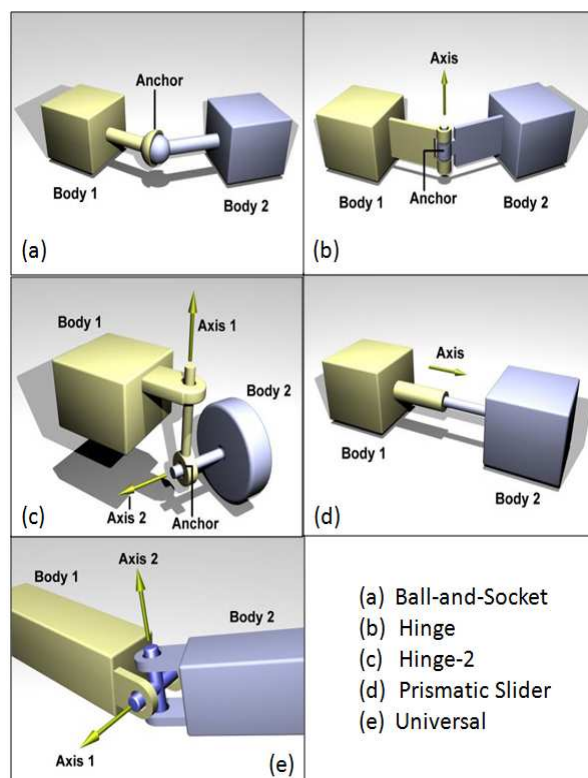 Anchor
Body 1
Body 2
(a)
Axis
Body 1
Anchor
Body 2
(b)
Body 1
Axis 1
Body 2
Axis 2
Anchor
(c)
Axis
Body 1
Body 2
(d)
Axis 2
Body 1
Body 2
Axis 1
(e)
(a) Ball-and-Socket
(b) Hinge
(c) Hinge-2
(d) Prismatic Slider
(e) Universal